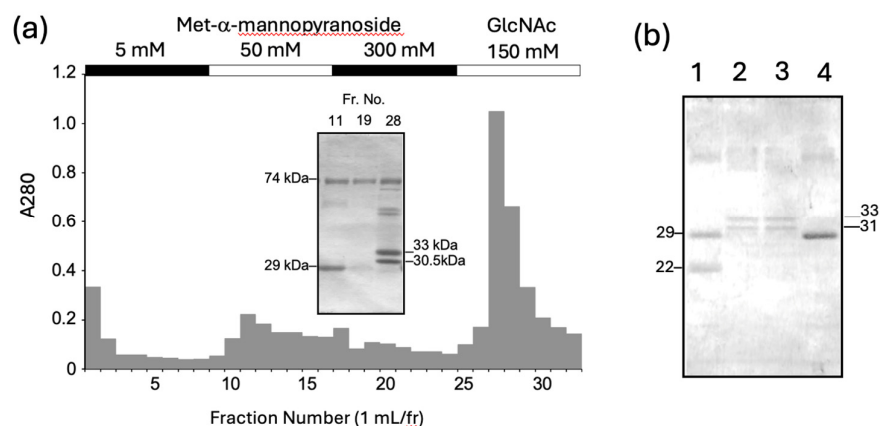 (a)
Met-α-mannopyranoside
GlcNAc
5 mM 50 mM 300 mM 150 mM
1.2
1.0
0.8
0.6
0.4
0.2
0
A280
Fr. No.
11 19 28
74 kDa
29 kDa
33 kDa
30.5kDa
5 10 15 20 25 30
Fraction Number (1 mL/fr)
(b)
1 2 3 4
29
22
33
31